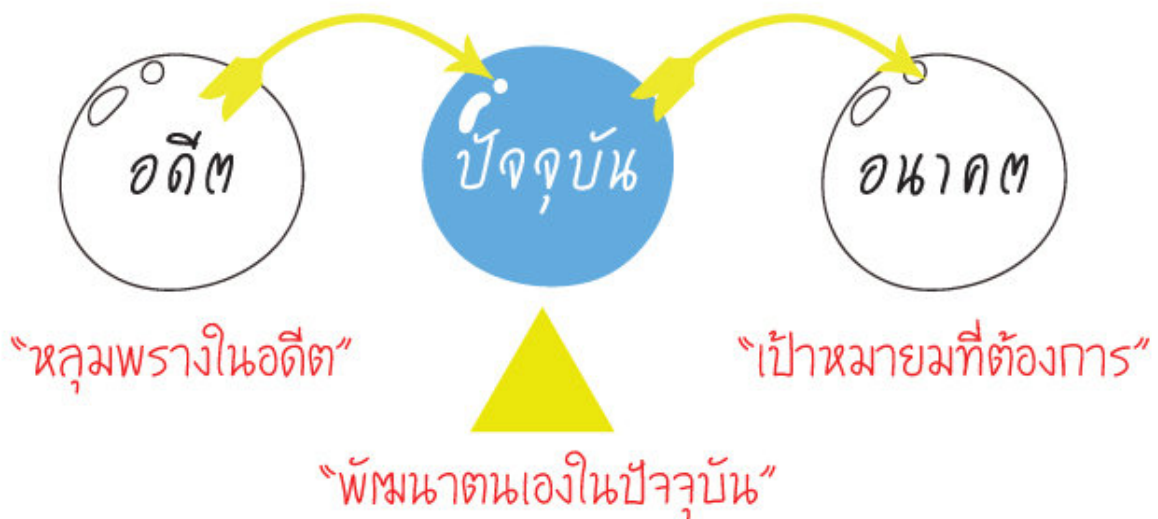 อดีต
ปัจจุบัน
อนาคต
“หลุมพรางในอดีต”
“เป้าหมายมที่ต้องการ”
“พัฒนาตนเองในปัจจุบัน”